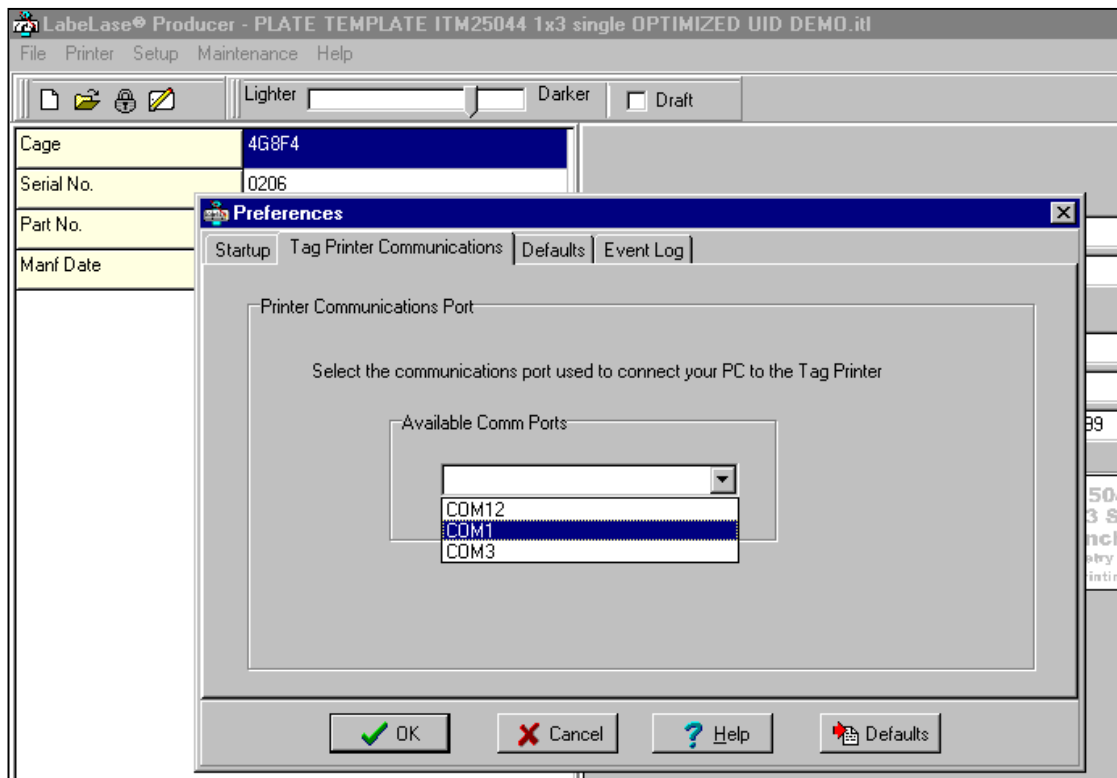 LabeLase® Producer - PLATE TEMPLATE ITM25044 1x3 single OPTIMIZED UID DEMO.itl
File Printer Setup Maintenance Help
Lighter Darker Draft
Cage 4G8F4
Serial No. 0206
Part No.
Manf Date
Preferences
Startup Tag Printer Communications Defaults Event Log
Printer Communications Port
Select the communications port used to connect your PC to the Tag Printer
Available Comm Ports
COM12
COM1
COM3
OK Cancel Help Defaults